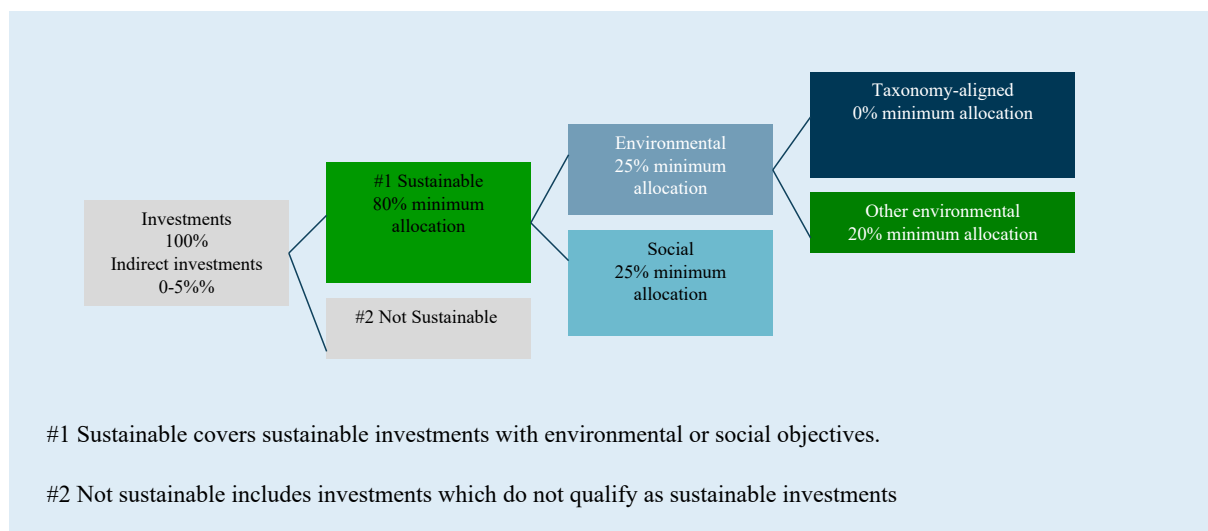 Investments
100%
Indirect investments
0-5%%
#1 Sustainable
80% minimum
allocation
#2 Not Sustainable
Environmental
25% minimum
allocation
Social
25% minimum
allocation
Taxonomy-aligned
0% minimum allocation
Other environmental
20% minimum allocation
#1 Sustainable covers sustainable investments with environmental or social objectives.
#2 Not sustainable includes investments which do not qualify as sustainable investments